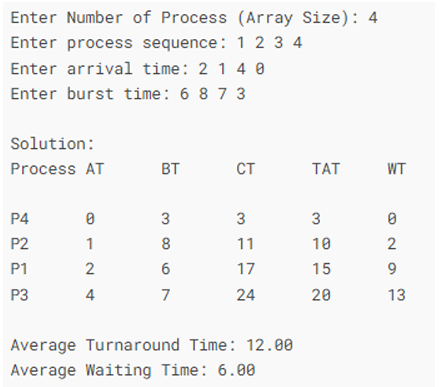 Enter Number of Process (Array Size): 4
Enter process sequence: 1 2 3 4
Enter arrival time: 2 1 4 0
Enter burst time: 6 8 7 3
Solution:
Process AT BT CT TAT WT
P4 0 3 3 3 0
P2 1 8 11 10 2
P1 2 6 17 15 9
P3 4 7 24 20 13
Average Turnaround Time: 12.00
Average Waiting Time: 6.00